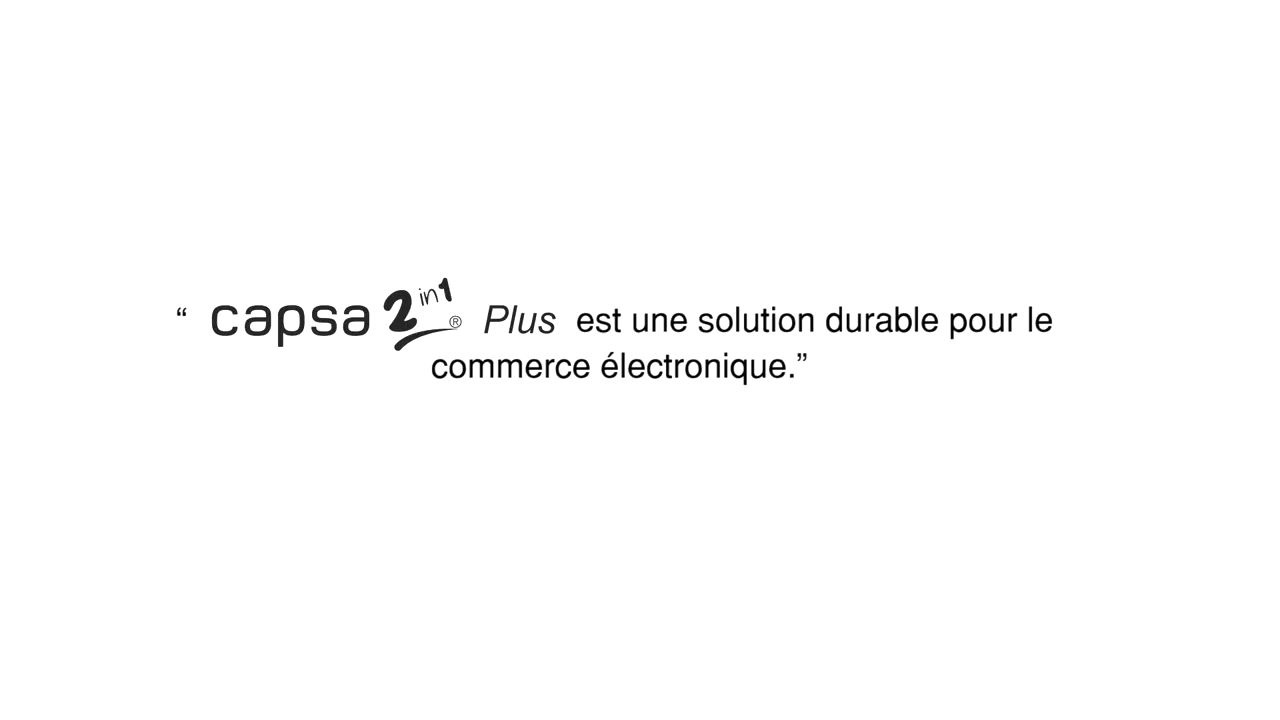 “ capsa 2 in 1 ® Plus est une solution durable pour le
commerce électronique.”